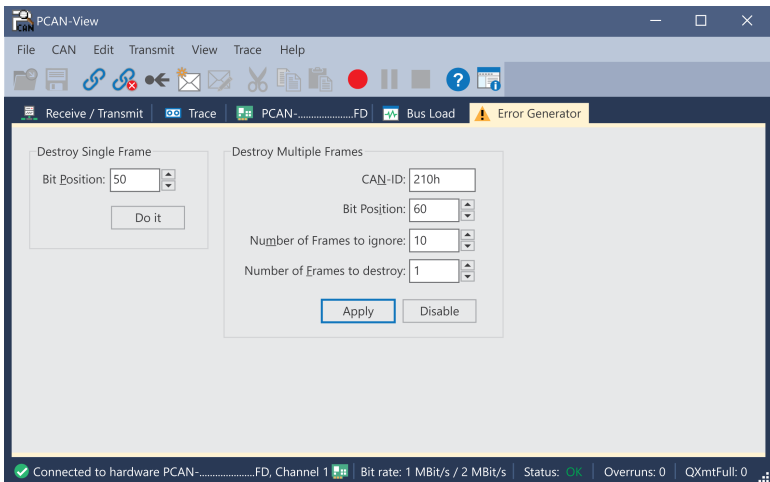 PCAN-View
File CAN Edit Transmit View Trace Help
Receive / Transmit Trace PCAN-.....................FD Bus Load Error Generator
Destroy Single Frame
Bit Position: 50
Do it
Destroy Multiple Frames
CAN-ID: 210h
Bit Position: 60
Number of Frames to ignore: 10
Number of Frames to destroy: 1
Apply Disable
Connected to hardware PCAN-.....................FD, Channel 1 Bit rate: 1 MBit/s / 2 MBit/s Status: OK Overruns: 0 QXmtFull: 0